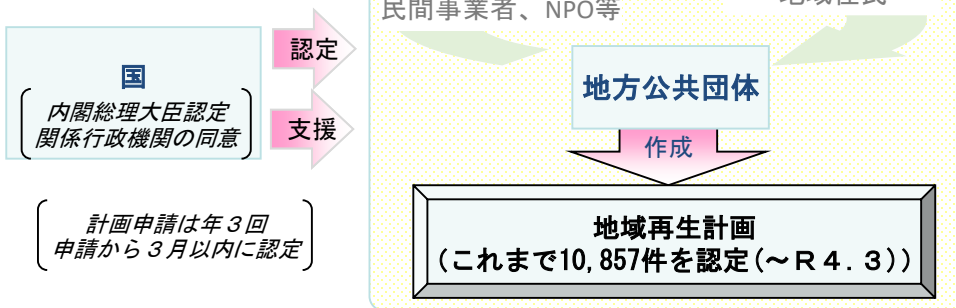 民間事業者、NPO等
国
内閣総理大臣認定
関係行政機関の同意
認定
支援
計画申請は年３回
申請から３月以内に認定
地方公共団体
作成
地域再生計画
(これまで10,857件を認定(～Ｒ４.３))